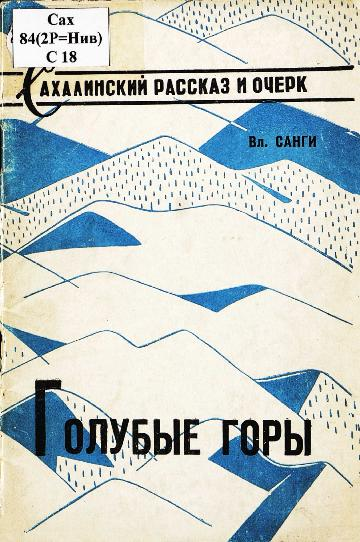 Сах
84(2Р=Нив)
С 18
САХАЛИНСКИЙ РАССКАЗ И ОЧЕРК
Вл. САНГИ
ГОЛУБЫЕ ГОРЫ